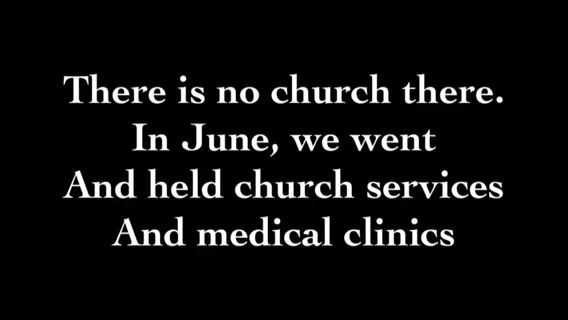 There is no church there.
In June, we went
And held church services
And medical clinics